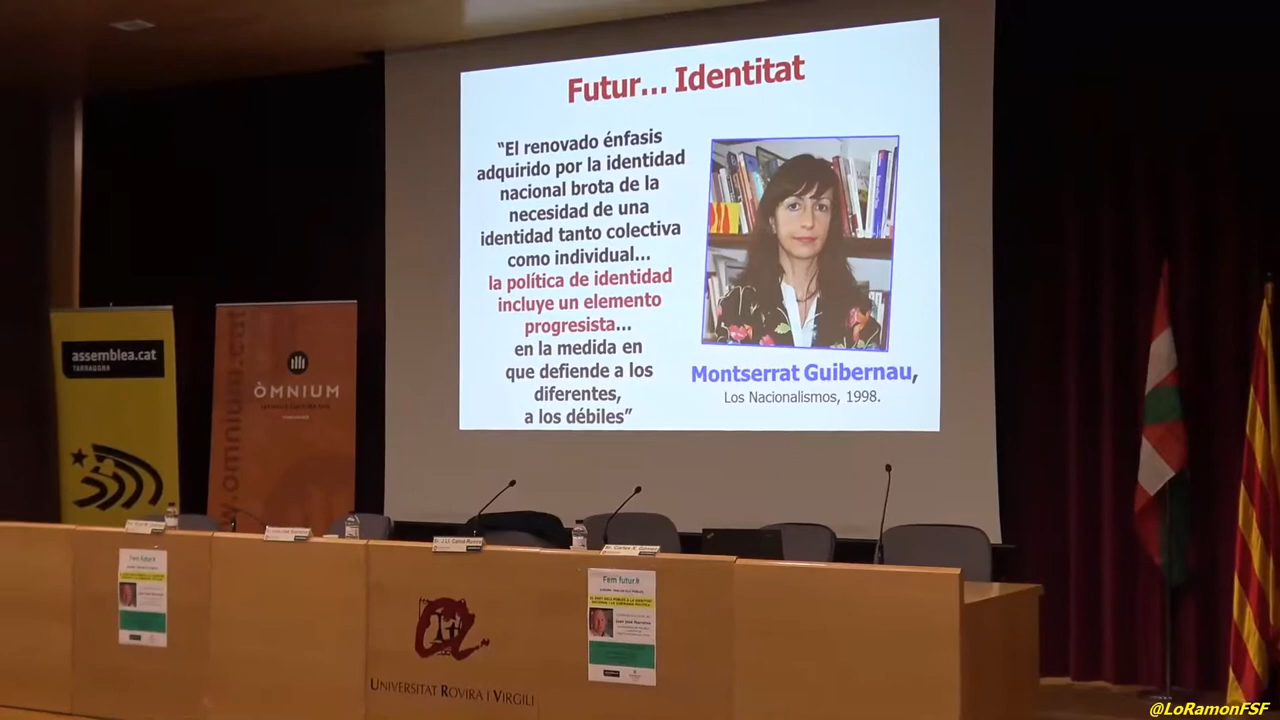 Futur... Identitat
“El renovado énfasis
adquirido por la identidad
nacional brota de la
necesidad de una
identidad tanto colectiva
como individual...
la política de identidad
incluye un elemento
progresista...
en la medida en
que defiende a los
diferentes,
a los débiles”
Montserrat Guibernau,
Los Nacionalismos, 1998.
assemblea.cat
TARRAGONA
www.omnium.cat
ÒMNIUM
Fem futur
Fem futur
UNIVERSITAT ROVIRA I VIRGILI
@LoRamonFSF